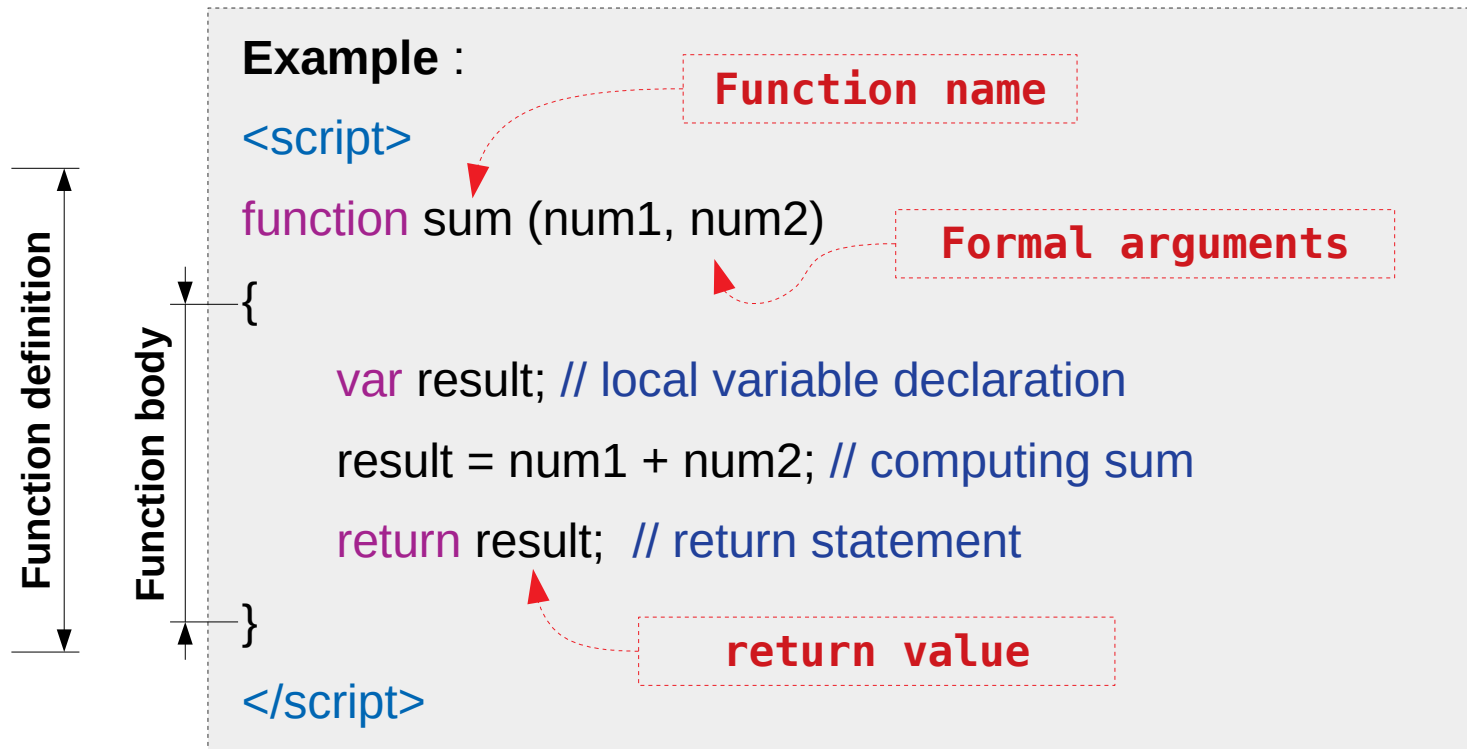 Example :
Function name
<script>
function sum (num1, num2)
Formal arguments
{
var result; // local variable declaration
result = num1 + num2; // computing sum
return result; // return statement
}
return value
</script>
Function definition
Function body